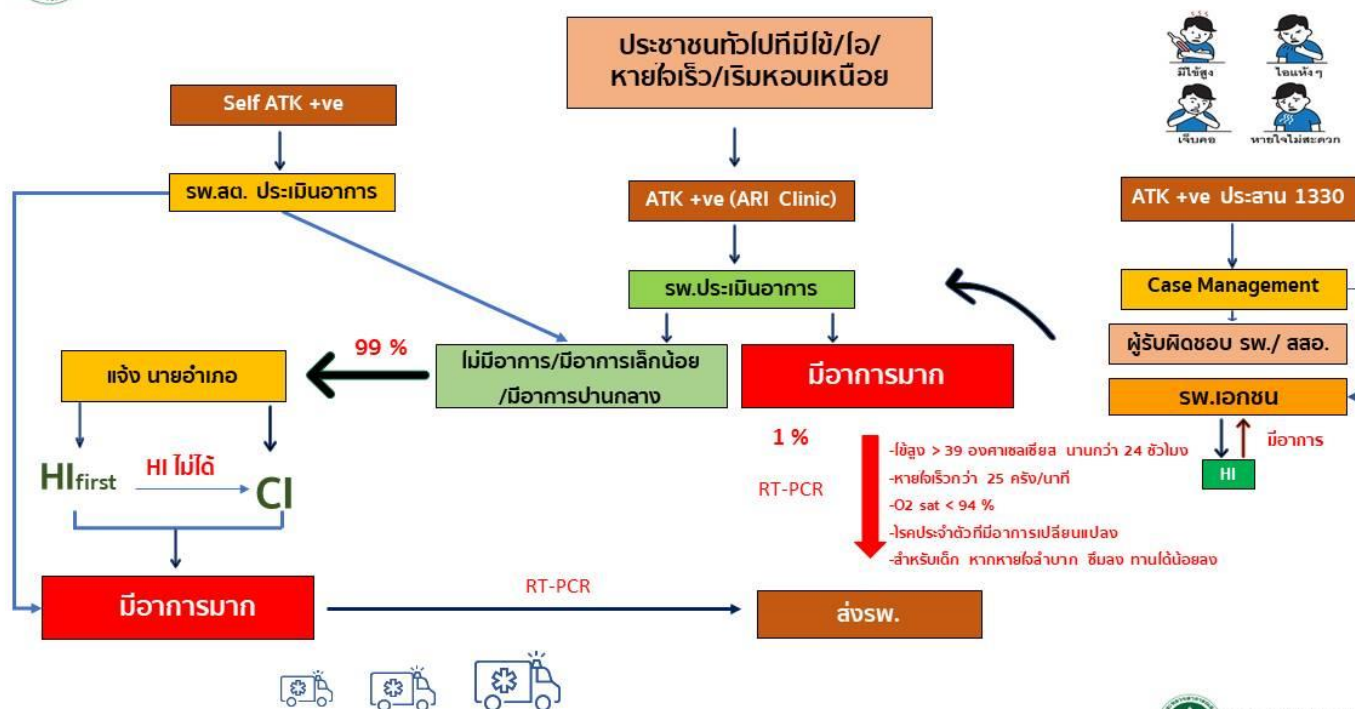 ประชาชนทั่วไปที่มีไข้/ไอ/
หายใจเร็ว/เริ่มหอบเหนื่อย
มีไข้สูง
ไอแห้ง ๆ
เจ็บคอ
หายใจไม่สะดวก
Self ATK +ve
รพ.สต. ประเมินอาการ
ATK +ve (ARI Clinic)
ATK +ve ประสาน 1330
รพ.ประเมินอาการ
Case Management
ผู้รับผิดชอบ รพ./ สสอ.
รพ.เอกชน
มีอาการ
HI
99 %
ไม่มีอาการ/มีอาการเล็กน้อย
/มีอาการปานกลาง
มีอาการมาก
แจ้ง นายอำเภอ
HI first
HI ไม่ได้
CI
1 %
RT-PCR
-ไข้สูง > 39 องศาเซลเซียส นานกว่า 24 ชั่วโมง
-หายใจเร็วกว่า 25 ครั้ง/นาที
-O2 sat < 94 %
-โรคประจำตัวที่มีอาการเปลี่ยนแปลง
-สำหรับเด็ก หากหายใจลำบาก ซึมลง ทานได้น้อยลง
มีอาการมาก
RT-PCR
ส่งรพ.